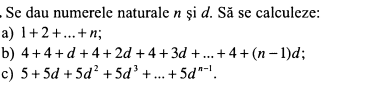 . Se dau numerele naturale n și d. Să se calculeze:
a) 1+2+...+n;
b) 4+4+d+4+2d+4+3d+...+4+(n−1)d;
c) 5+5d+5d²+5d³+...+5dⁿ⁻¹.